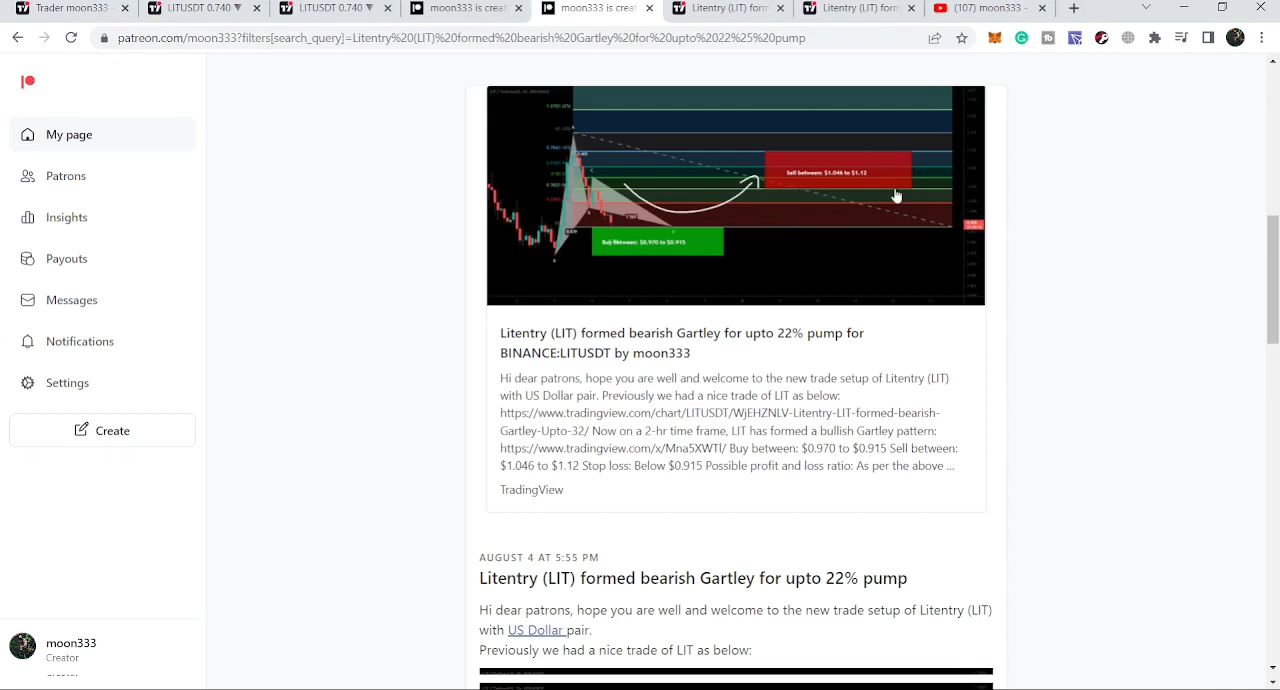 Trader moon333 -
LITUSDT 0.740 ▼
LITUSDT 0.740 ▼
moon333 is creat
moon333 is creat
Litentry (LIT) form
Litentry (LIT) form
(107) moon333 -
patreon.com/moon333?filters[search_query]=Litentry%20(LIT)%20formed%20bearish%20Gartley%20for%20upto%2022%25%20pump
My page
Patrons
Insights
Payouts
Messages
Notifications
Settings
Create
moon333
Creator
Sell between: $1.046 to $1.12
Buy Between: $0.970 to $0.915
Litentry (LIT) formed bearish Gartley for upto 22% pump for
BINANCE:LITUSDT by moon333
Hi dear patrons, hope you are well and welcome to the new trade setup of Litentry (LIT)
with US Dollar pair. Previously we had a nice trade of LIT as below:
https://www.tradingview.com/chart/LITUSDT/WjEHZNLV-Litentry-LIT-formed-bearish-
Gartley-Upto-32/ Now on a 2-hr time frame, LIT has formed a bullish Gartley pattern:
https://www.tradingview.com/x/Mna5XWTI/ Buy between: $0.970 to $0.915 Sell between:
$1.046 to $1.12 Stop loss: Below $0.915 Possible profit and loss ratio: As per the above ...
TradingView
AUGUST 4 AT 5:55 PM
Litentry (LIT) formed bearish Gartley for upto 22% pump
Hi dear patrons, hope you are well and welcome to the new trade setup of Litentry (LIT)
with US Dollar pair.
Previously we had a nice trade of LIT as below: